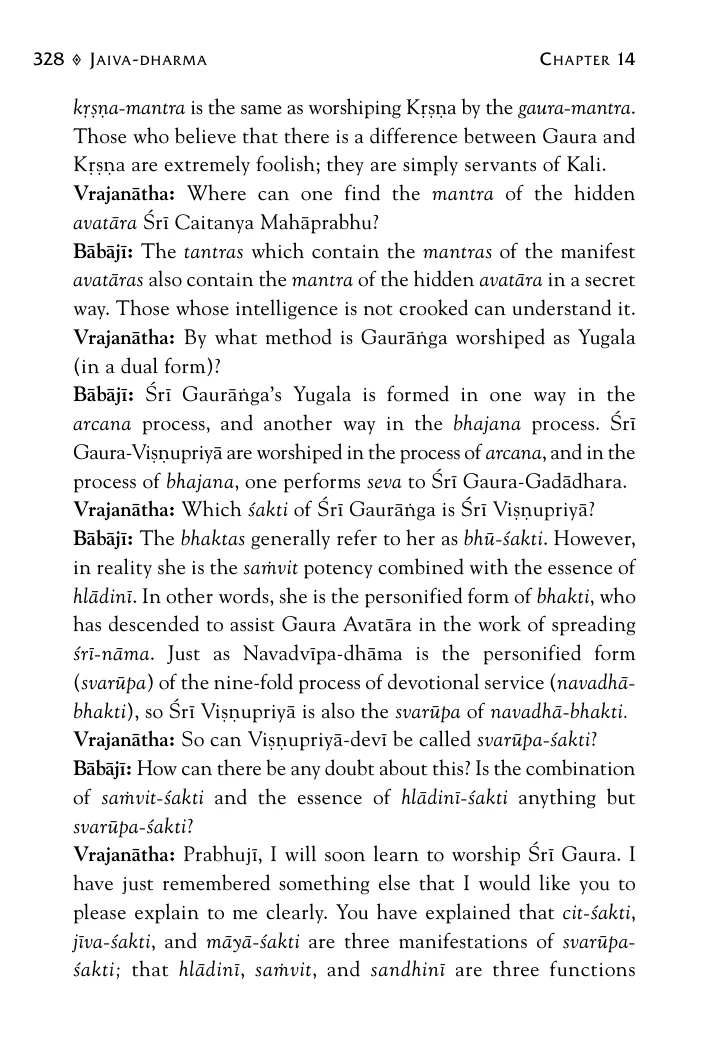 328 ◊ JAIVA-DHARMA CHAPTER 14
kṛṣṇa-mantra is the same as worshiping Kṛṣṇa by the gaura-mantra.
Those who believe that there is a difference between Gaura and
Kṛṣṇa are extremely foolish; they are simply servants of Kali.
Vrajanātha: Where can one find the mantra of the hidden
avatāra Śrī Caitanya Mahāprabhu?
Bābājī: The tantras which contain the mantras of the manifest
avatāras also contain the mantra of the hidden avatāra in a secret
way. Those whose intelligence is not crooked can understand it.
Vrajanātha: By what method is Gaurāṅga worshiped as Yugala
(in a dual form)?
Bābājī: Śrī Gaurāṅga's Yugala is formed in one way in the
arcana process, and another way in the bhajana process. Śrī
Gaura-Viṣṇupriyā are worshiped in the process of arcana, and in the
process of bhajana, one performs seva to Śrī Gaura-Gadādhara.
Vrajanātha: Which śakti of Śrī Gaurāṅga is Śrī Viṣṇupriyā?
Bābājī: The bhaktas generally refer to her as bhū-śakti. However,
in reality she is the saṁvit potency combined with the essence of
hlādinī. In other words, she is the personified form of bhakti, who
has descended to assist Gaura Avatāra in the work of spreading
śrī-nāma. Just as Navadvīpa-dhāma is the personified form
(svarūpa) of the nine-fold process of devotional service (navadhā-
bhakti), so Śrī Viṣṇupriyā is also the svarūpa of navadhā-bhakti.
Vrajanātha: So can Viṣṇupriyā-devī be called svarūpa-śakti?
Bābājī: How can there be any doubt about this? Is the combination
of saṁvit-śakti and the essence of hlādinī-śakti anything but
svarūpa-śakti?
Vrajanātha: Prabhujī, I will soon learn to worship Śrī Gaura. I
have just remembered something else that I would like you to
please explain to me clearly. You have explained that cit-śakti,
jīva-śakti, and māyā-śakti are three manifestations of svarūpa-
śakti; that hlādinī, saṁvit, and sandhinī are three functions